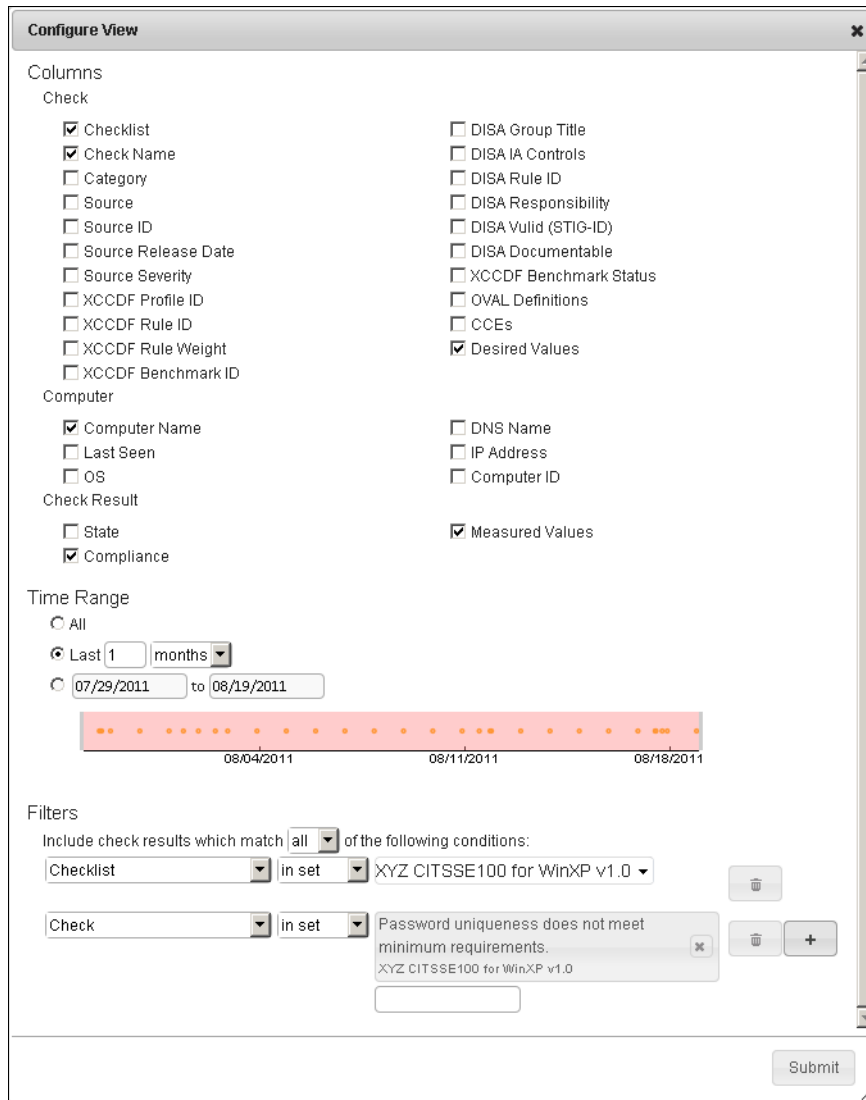 Configure View
Columns
Check
Checklist
Check Name
Category
Source
Source ID
Source Release Date
Source Severity
XCCDF Profile ID
XCCDF Rule ID
XCCDF Rule Weight
XCCDF Benchmark ID
DISA Group Title
DISA IA Controls
DISA Rule ID
DISA Responsibility
DISA Vulid (STIG-ID)
DISA Documentable
XCCDF Benchmark Status
OVAL Definitions
CCEs
Desired Values
Computer
Computer Name
Last Seen
OS
DNS Name
IP Address
Computer ID
Check Result
State
Compliance
Measured Values
Time Range
All
Last 1 months
07/29/2011 to 08/19/2011
08/04/2011 08/11/2011 08/18/2011
Filters
Include check results which match all of the following conditions:
Checklist in set XYZ CITSSE100 for WinXP v1.0
Check in set Password uniqueness does not meet
minimum requirements.
XYZ CITSSE100 for WinXP v1.0
+
Submit